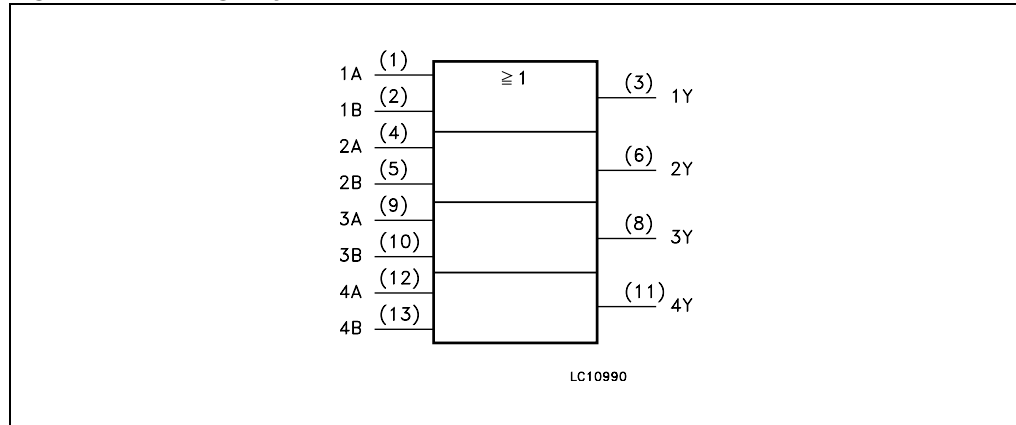 (1)
1A
≧ 1
(3)
1Y
(2)
1B
(4)
2A
(6)
2Y
(5)
2B
(9)
3A
(8)
3Y
(10)
3B
(12)
4A
(11)
4Y
(13)
4B
LC10990